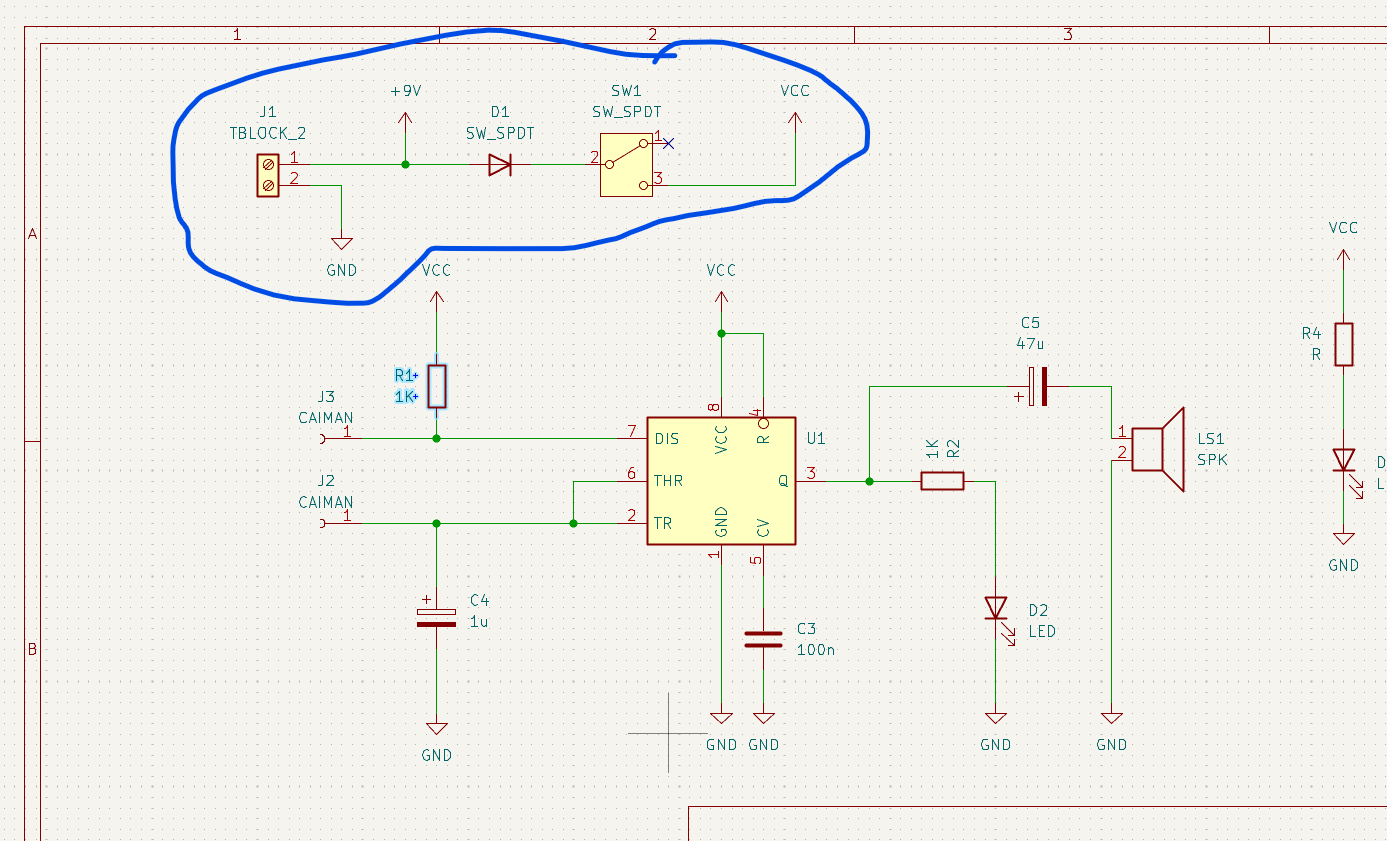 1 2 3
A
B
J1
TBLOCK_2
1
2
GND
+9V
D1
SW_SPDT
SW1
SW_SPDT
2
1
3
VCC
VCC
R1
1K
J3
CAIMAN
1
J2
CAIMAN
1
+
C4
1u
GND
VCC
8
4
7 DIS
6 THR
2 TR
VCC
R
U1
Q 3
GND
CV
1
5
C3
100n
GND GND
1K
R2
D2
LED
GND
C5
47u
+
1
2
LS1
SPK
GND
VCC
R4
R
D
L
GND